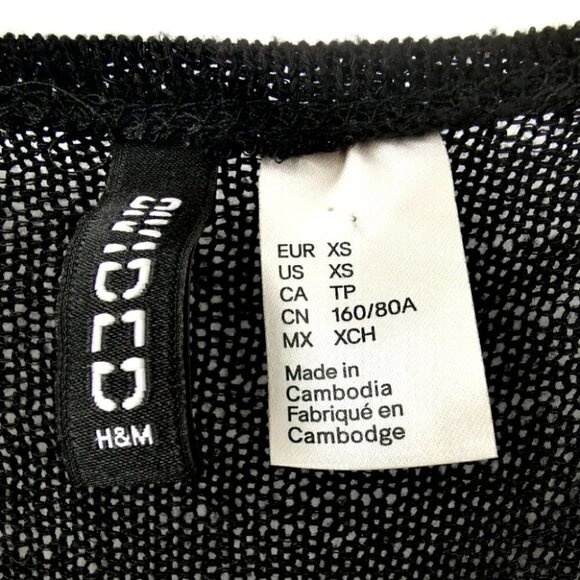 DIVIDED
H&M
EUR XS
US XS
CA TP
CN 160/80A
MX XCH
Made in
Cambodia
Fabriqué en
Cambodge